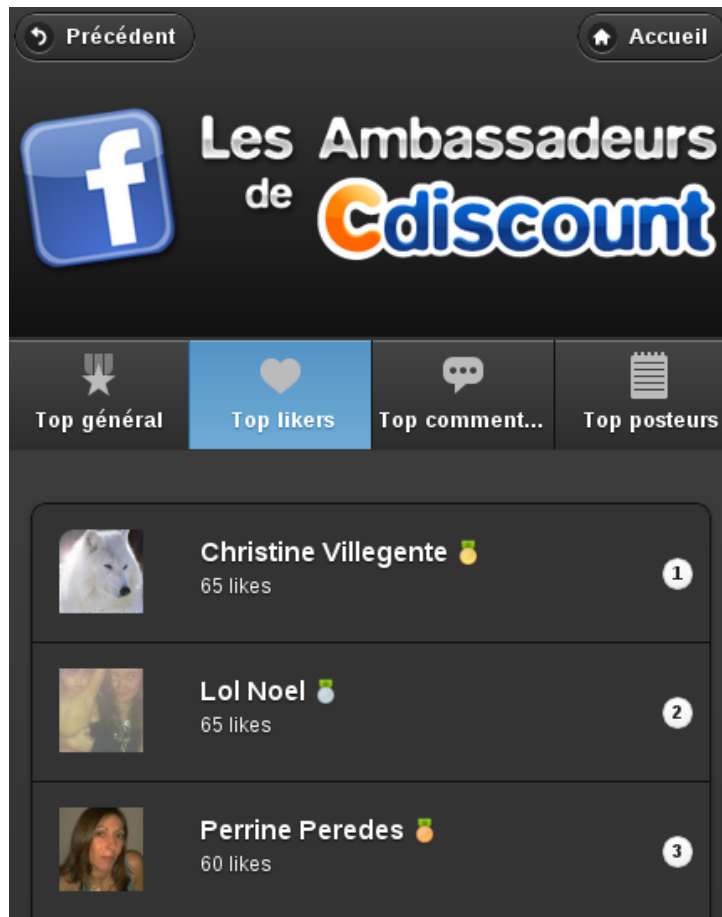 Précédent
Accueil
f
Les Ambassadeurs
de Cdiscount
Top général
Top likers
Top comment...
Top posteurs
Christine Villegente
65 likes
1
Lol Noel
65 likes
2
Perrine Peredes
60 likes
3